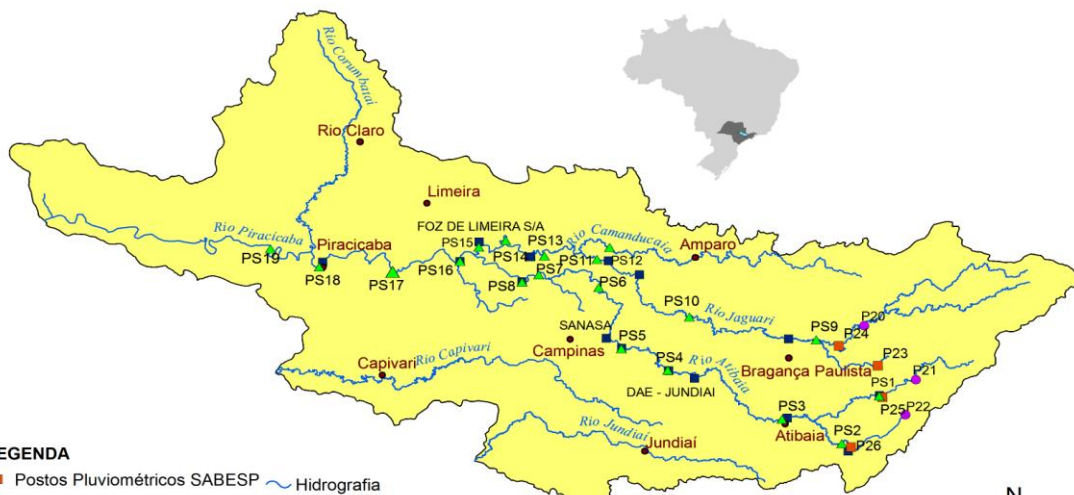 Rio Corumbataí
Rio Claro
Limeira
FOZ DE LIMEIRA S/A
Rio Camanducaia
Amparo
Rio Piracicaba
Piracicaba
PS15
PS13
PS14
PS19
PS18
PS17
PS16
PS7
PS11
PS12
PS8
PS6
PS10
Rio Jaguari
PS9
P20
P24
SANASA
PS5
Campinas
PS4
Rio Atibaia
Bragança Paulista
P23
Capivari
Rio Capivari
DAE - JUNDIAI
PS1
P21
P25
P22
PS3
Atibaia
PS2
P26
Rio Jundiaí
Jundiaí
EGENDA
Postos Pluviométricos SABESP
Hidrografia
N